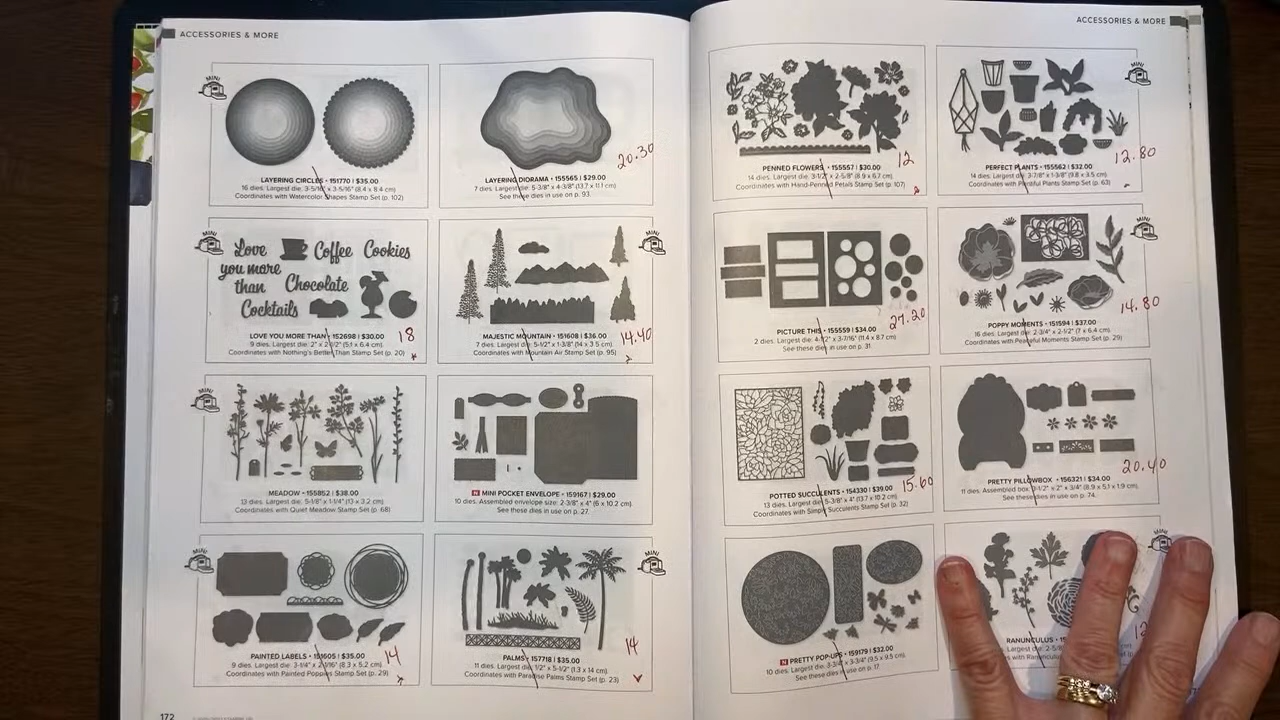 ACCESSORIES & MORE
MINI
LAYERING CIRCLES • 151770 | $35.00
16 dies. Largest die: 3-5/16" x 3-5/16" (8.4 x 8.4 cm)
Coordinates with Watercolor Shapes Stamp Set (p. 102)
20.30
LAYERING DIORAMA • 155565 | $29.00
7 dies. Largest die: 5-3/8" x 4-3/8" (13.7 x 11.1 cm)
See these dies in use on p. 93.
MINI
Love
you more
than
Coffee
Cookies
Chocolate
Cocktails
LOVE YOU MORE THAN • 152698 | $30.00
18
9 dies. Largest die: 2" x 2-1/2" (5.1 x 6.4 cm)
Coordinates with Nothing's Better Than Stamp Set (p. 20)
MINI
MAJESTIC MOUNTAIN • 151608 | $36.00
14.40
7 dies. Largest die: 5-1/2" x 1-3/8" (14 x 3.5 cm)
Coordinates with Mountain Air Stamp Set (p. 95)
MINI
MEADOW • 155852 | $38.00
13 dies. Largest die: 5-1/8" x 1-1/4" (13 x 3.2 cm)
Coordinates with Quiet Meadow Stamp Set (p. 68)
N MINI POCKET ENVELOPE • 159167 | $29.00
10 dies. Assembled envelope size: 2-3/8" x 4" (6 x 10.2 cm)
See these dies in use on p. 27.
MINI
PAINTED LABELS • 151605 | $35.00
14
9 dies. Largest die: 3-1/4" x 2-1/16" (8.3 x 5.2 cm)
Coordinates with Painted Poppies Stamp Set (p. 29)
MINI
14
PALMS • 157718 | $35.00
11 dies. Largest die: 1/2" x 5-1/2" (1.3 x 14 cm)
Coordinates with Paradise Palms Stamp Set (p. 23)
172
ACCESSORIES & MORE
12
PENNED FLOWERS • 155557 | $30.00
14 dies. Largest die: 3-1/2" x 2-5/8" (8.9 x 6.7 cm)
Coordinates with Hand-Penned Petals Stamp Set (p. 107)
MINI
12.80
PERFECT PLANTS • 155562 | $32.00
14 dies. Largest die: 3-7/8" x 1-3/8" (9.8 x 3.5 cm)
Coordinates with Plentiful Plants Stamp Set (p. 63)
27.20
PICTURE THIS • 155559 | $34.00
2 dies. Largest die: 4-1/2" x 3-7/16" (11.4 x 8.7 cm)
See these dies in use on p. 31.
MINI
14.80
POPPY MOMENTS • 151594 | $37.00
16 dies. Largest die: 2-3/4" x 2-1/2" (7 x 6.4 cm)
Coordinates with Peaceful Moments Stamp Set (p. 29)
15.60
POTTED SUCCULENTS • 154330 | $39.00
13 dies. Largest die: 5-3/8" x 4" (13.7 x 10.2 cm)
Coordinates with Simply Succulents Stamp Set (p. 32)
20.40
PRETTY PILLOWBOX • 156321 | $34.00
11 dies. Assembled box: 3-1/2" x 2" x 3/4" (8.9 x 5.1 x 1.9 cm)
See these dies in use on p. 74.
N PRETTY POP-UPS • 159179 | $32.00
10 dies. Largest die: 3-3/4" x 3-3/4" (9.5 x 9.5 cm)
See these dies in use on p. 17
MINI
RANUNCULUS